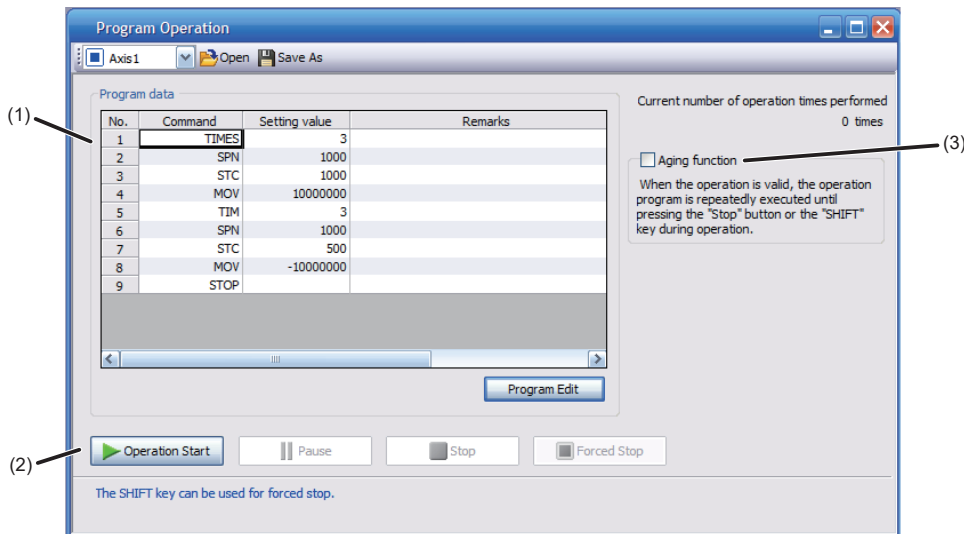 Program Operation
Axis1 Open Save As
Program data
(1)
No. Command Setting value Remarks
1 TIMES 3
2 SPN 1000
3 STC 1000
4 MOV 10000000
5 TIM 3
6 SPN 1000
7 STC 500
8 MOV -10000000
9 STOP
Program Edit
Current number of operation times performed
0 times
(3)
Aging function
When the operation is valid, the operation
program is repeatedly executed until
pressing the "Stop" button or the "SHIFT"
key during operation.
(2)
Operation Start Pause Stop Forced Stop
The SHIFT key can be used for forced stop.